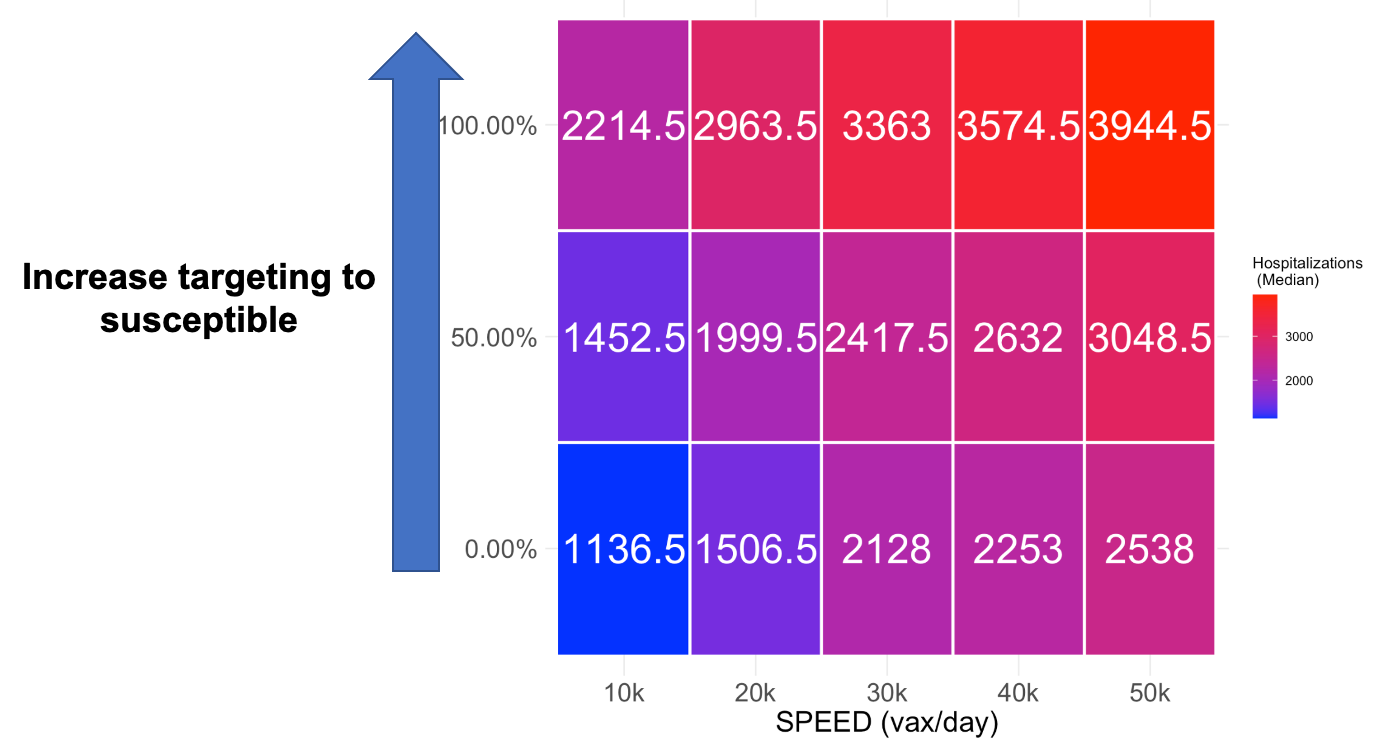 100.00%
2214.5 2963.5 3363 3574.5 3944.5
Increase targeting to
susceptible
Hospitalizations
(Median)
3000
2000
50.00%
1452.5 1999.5 2417.5 2632 3048.5
0.00%
1136.5 1506.5 2128 2253 2538
10k 20k 30k 40k 50k
SPEED (vax/day)